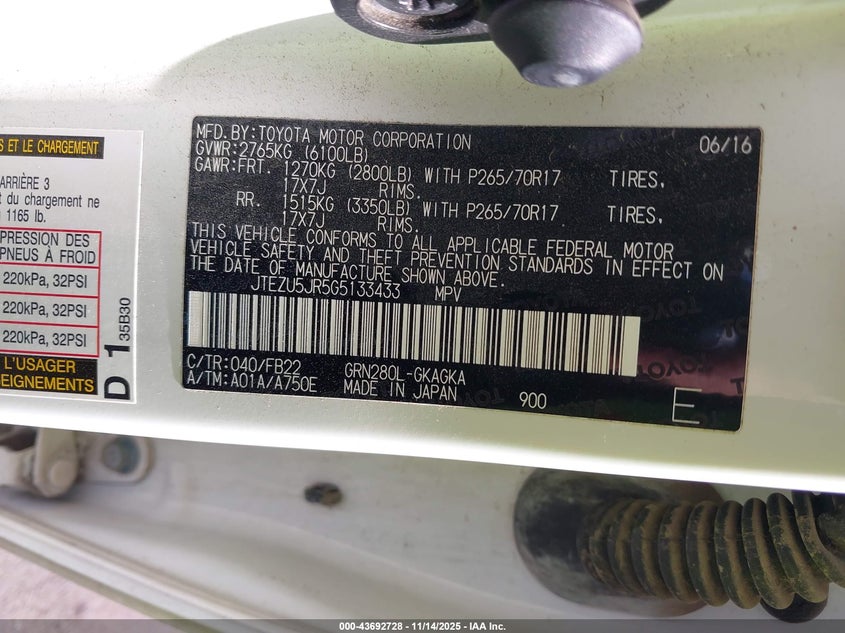 S ET LE CHARGEMENT
ARRIÈRE 3
t du chargement ne
1165 lb.
PRESSION DES
PNEUS À FROID
220kPa, 32PSI
220kPa, 32PSI
220kPa, 32PSI
L'USAGER
SEIGNEMENTS
D 1 35B30
MFD.BY:TOYOTA MOTOR CORPORATION 06/16
GVWR:2765KG (6100LB)
GAWR:FRT. 1270KG (2800LB) WITH P265/70R17 TIRES,
17X7J RIMS.
RR. 1515KG (3350LB) WITH P265/70R17 TIRES,
17X7J RIMS.
THIS VEHICLE CONFORMS TO ALL APPLICABLE FEDERAL MOTOR
VEHICLE SAFETY AND THEFT PREVENTION STANDARDS IN EFFECT ON
THE DATE OF MANUFACTURE SHOWN ABOVE.
JTEZU5JR5G5133433 MPV
C/TR:040/FB22 GRN280L-GKAGKA
A/TM:A01A/A750E MADE IN JAPAN 900 E
TOYOTA
000-43692728 - 11/14/2025 - IAA Inc.